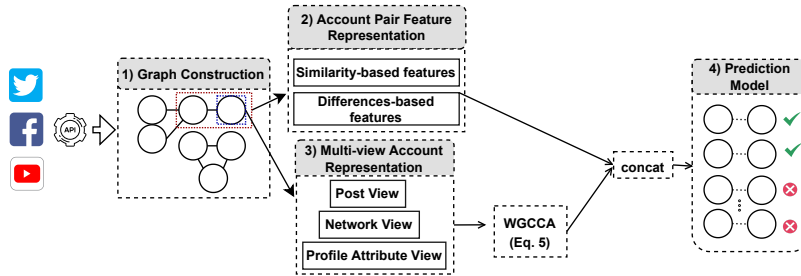 API
1) Graph Construction
2) Account Pair Feature
Representation
Similarity-based features
Differences-based
features
3) Multi-view Account
Representation
Post View
Network View
Profile Attribute View
WGCCA
(Eq. 5)
concat
4) Prediction
Model